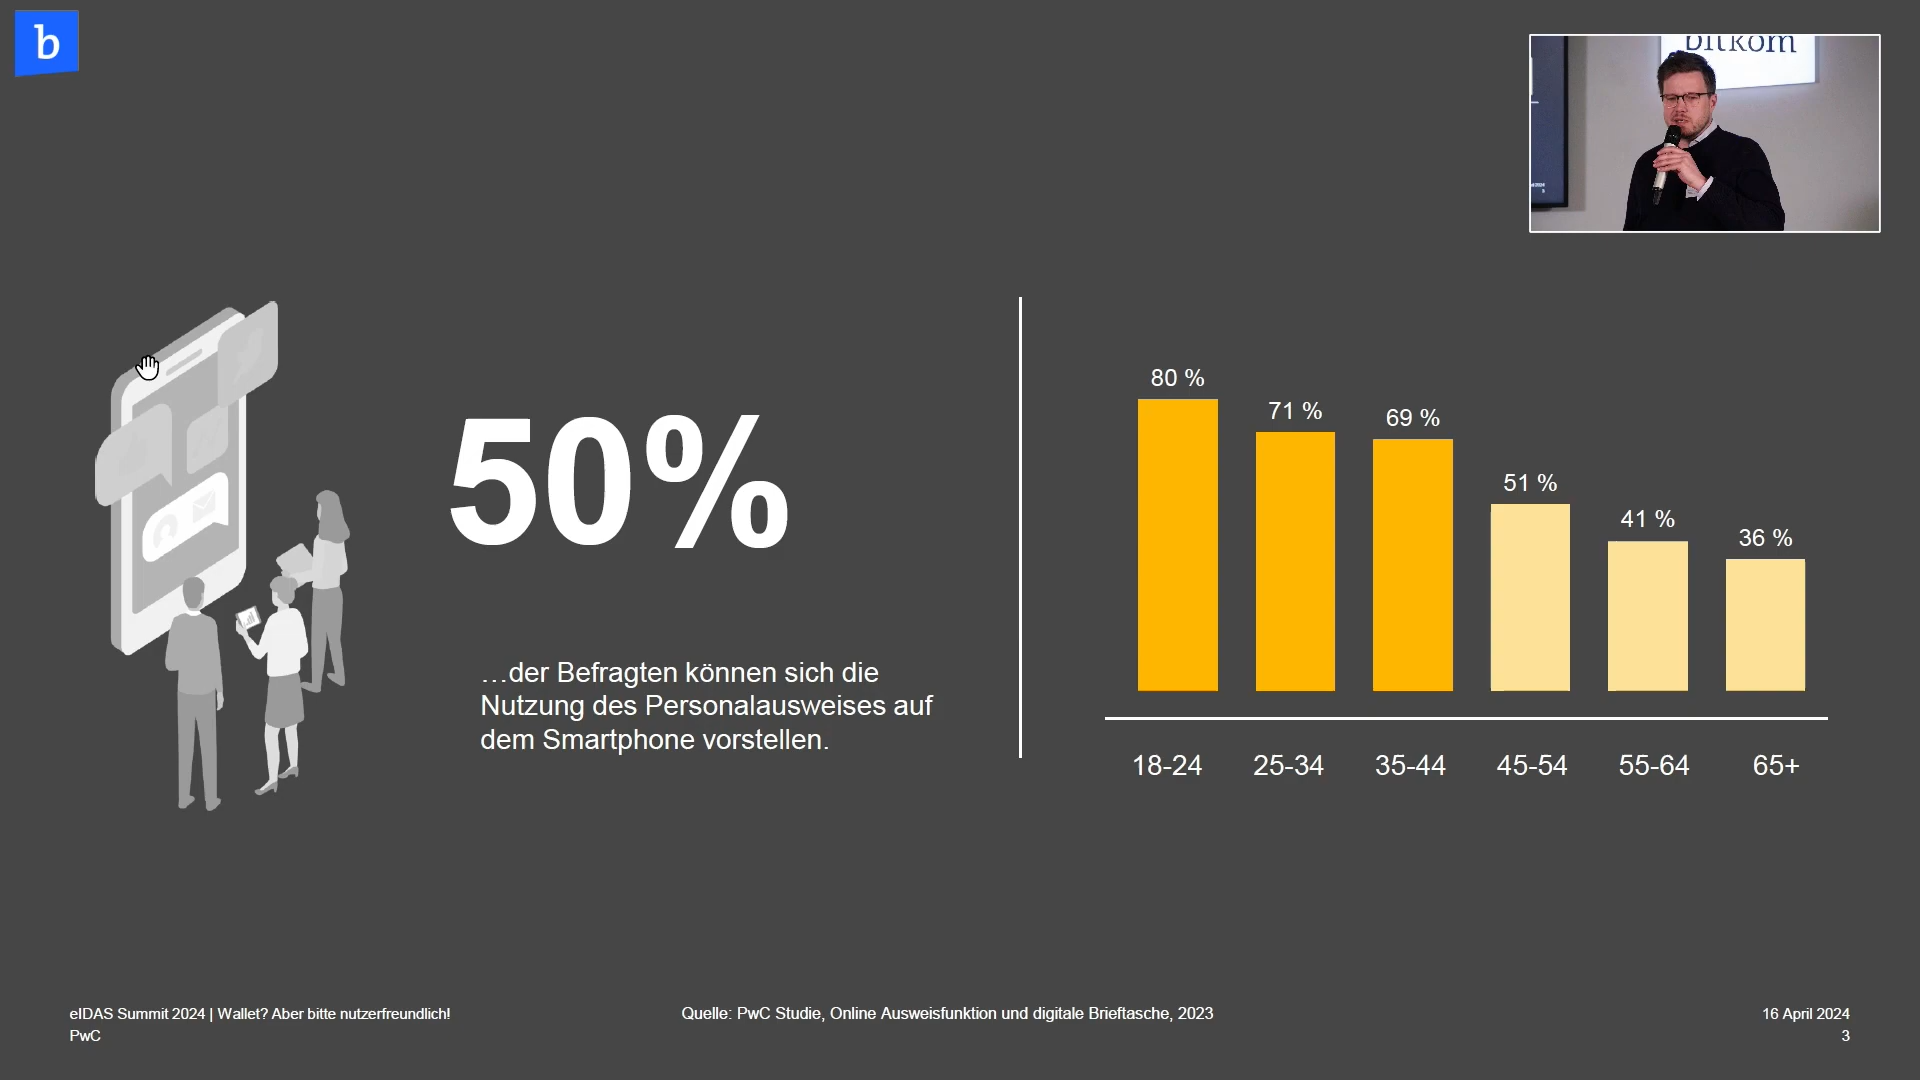 b
bitkom
50%
…der Befragten können sich die
Nutzung des Personalausweises auf
dem Smartphone vorstellen.
80 %
71 %
69 %
51 %
41 %
36 %
18-24 25-34 35-44 45-54 55-64 65+
eIDAS Summit 2024 | Wallet? Aber bitte nutzerfreundlich!
PwC
Quelle: PwC Studie, Online Ausweisfunktion und digitale Brieftasche, 2023
16 April 2024
3